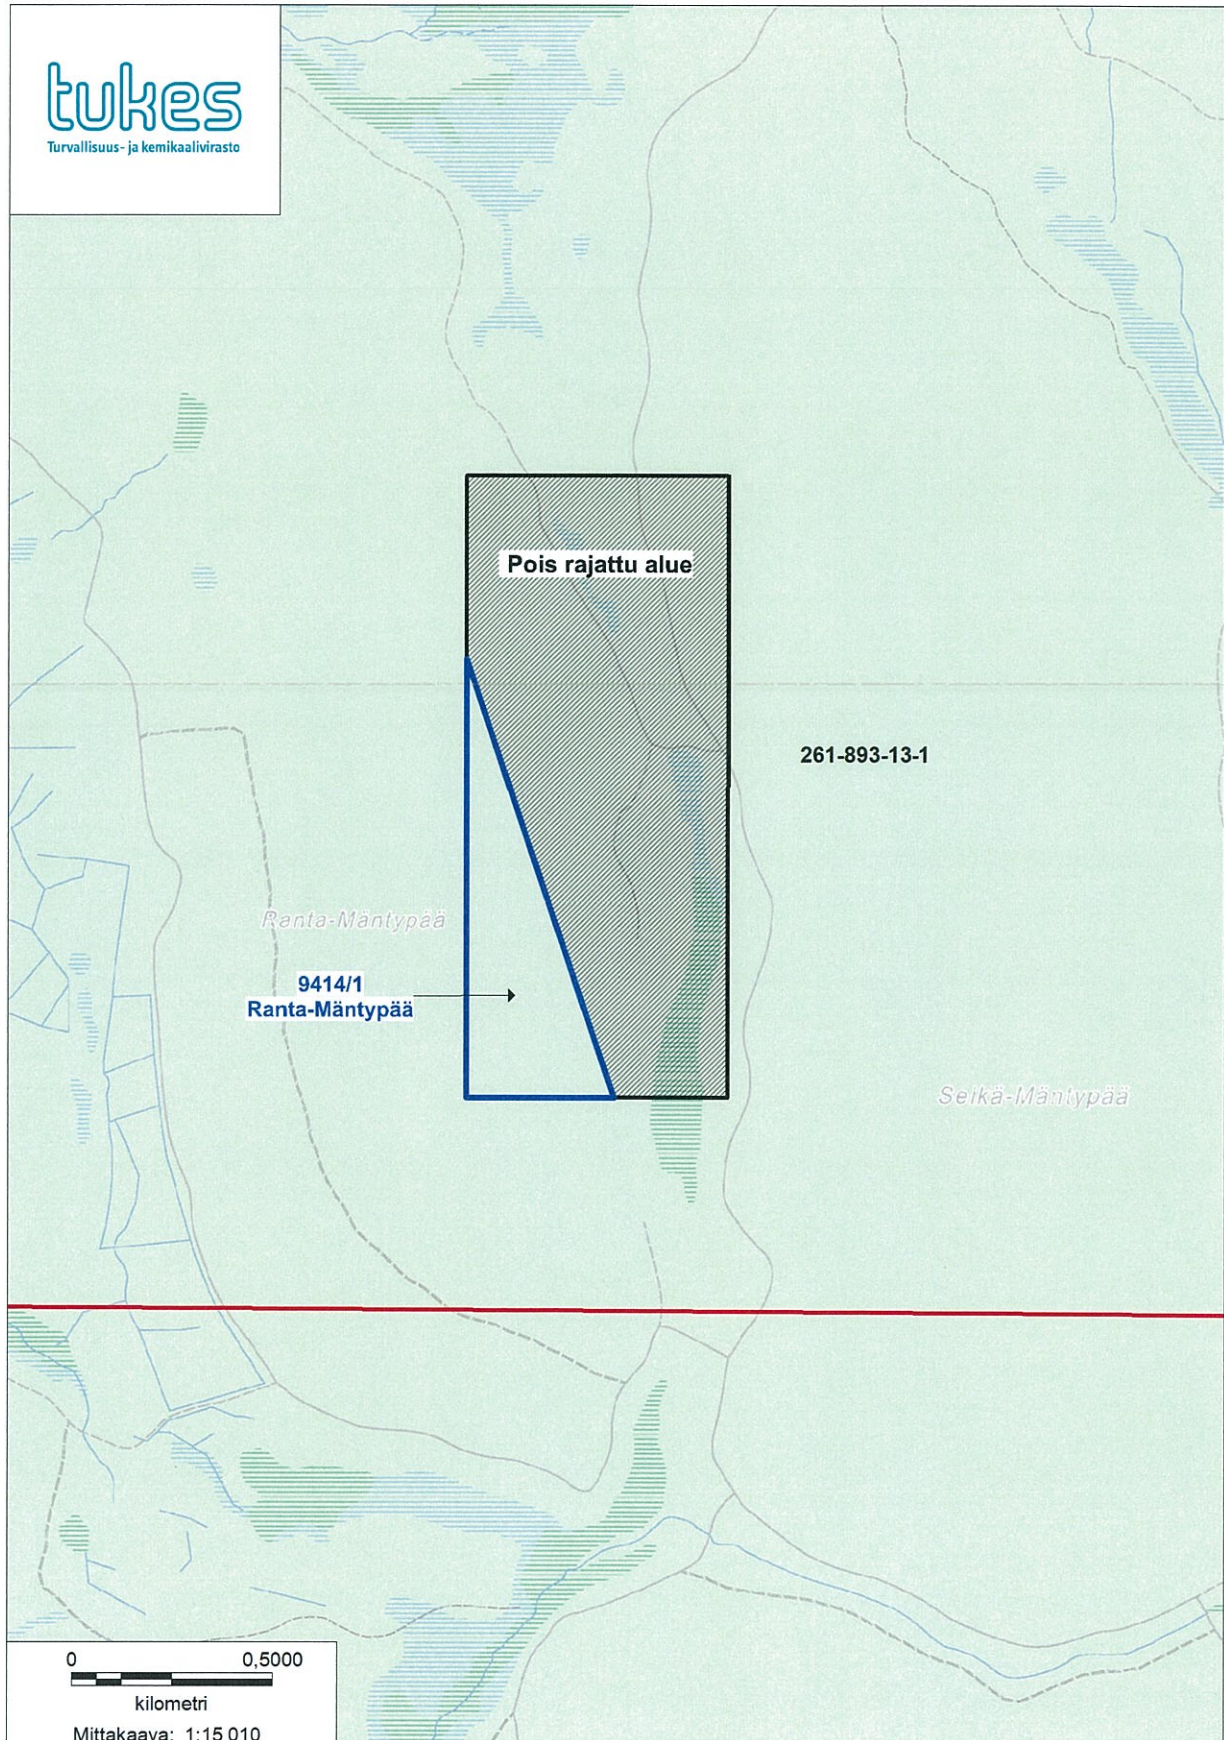 tukes
Turvallisuus- ja kemikaalivirasto
Pois rajattu alue
261-893-13-1
Ranta-Mäntypää
9414/1
Ranta-Mäntypää
Seikä-Mäntypää
0 0,5000
kilometri
Mittakaava: 1:15 010